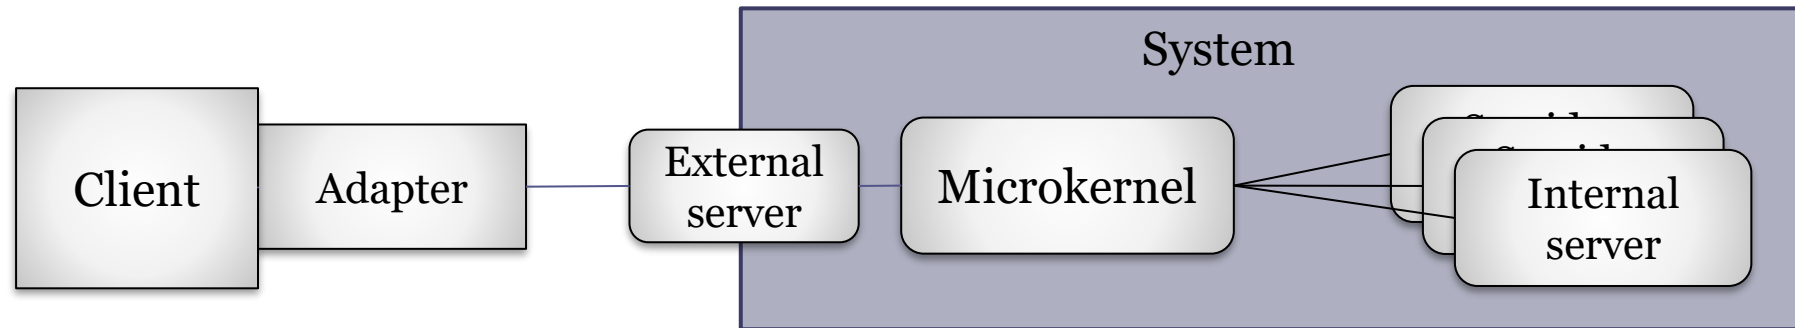 System
Client
Adapter
External
server
Microkernel
Internal
server